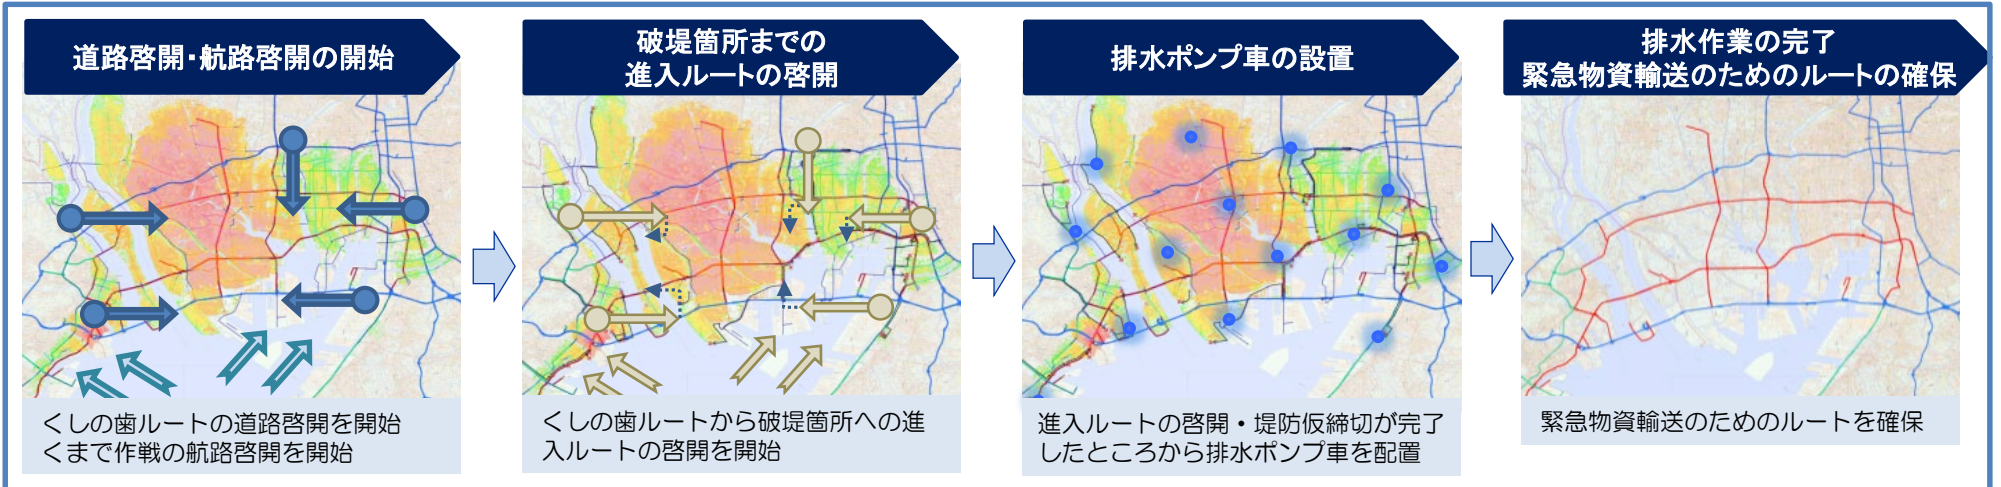 道路啓開・航路啓開の開始
くしの歯ルートの道路啓開を開始
くまで作戦の航路啓開を開始
破堤箇所までの
進入ルートの啓開
くしの歯ルートから破堤箇所への進
入ルートの啓開を開始
排水ポンプ車の設置
進入ルートの啓開・堤防仮締切が完了
したところから排水ポンプ車を配置
排水作業の完了
緊急物資輸送のためのルートの確保
緊急物資輸送のためのルートを確保